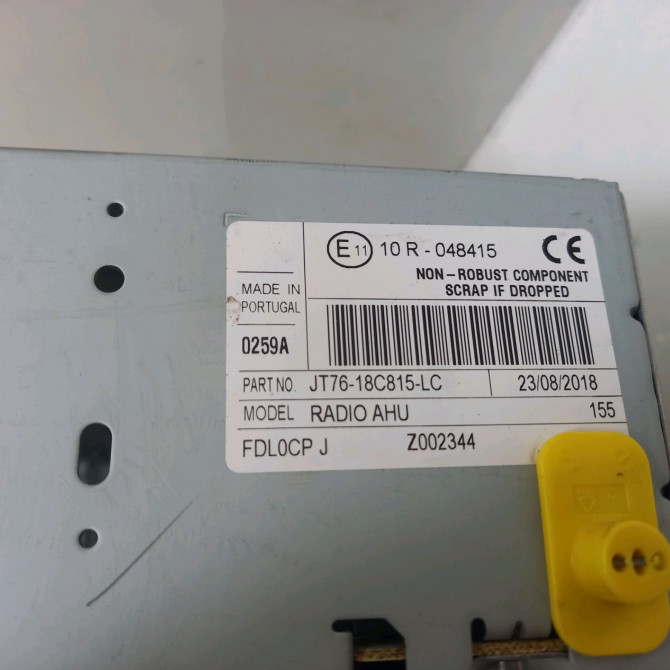 E 11 10 R - 048415 CE
NON-ROBUST COMPONENT
SCRAP IF DROPPED
MADE IN
PORTUGAL
0259A
PART NO. JT76-18C815-LC 23/08/2018
MODEL RADIO AHU 155
FDL0CP J Z002344